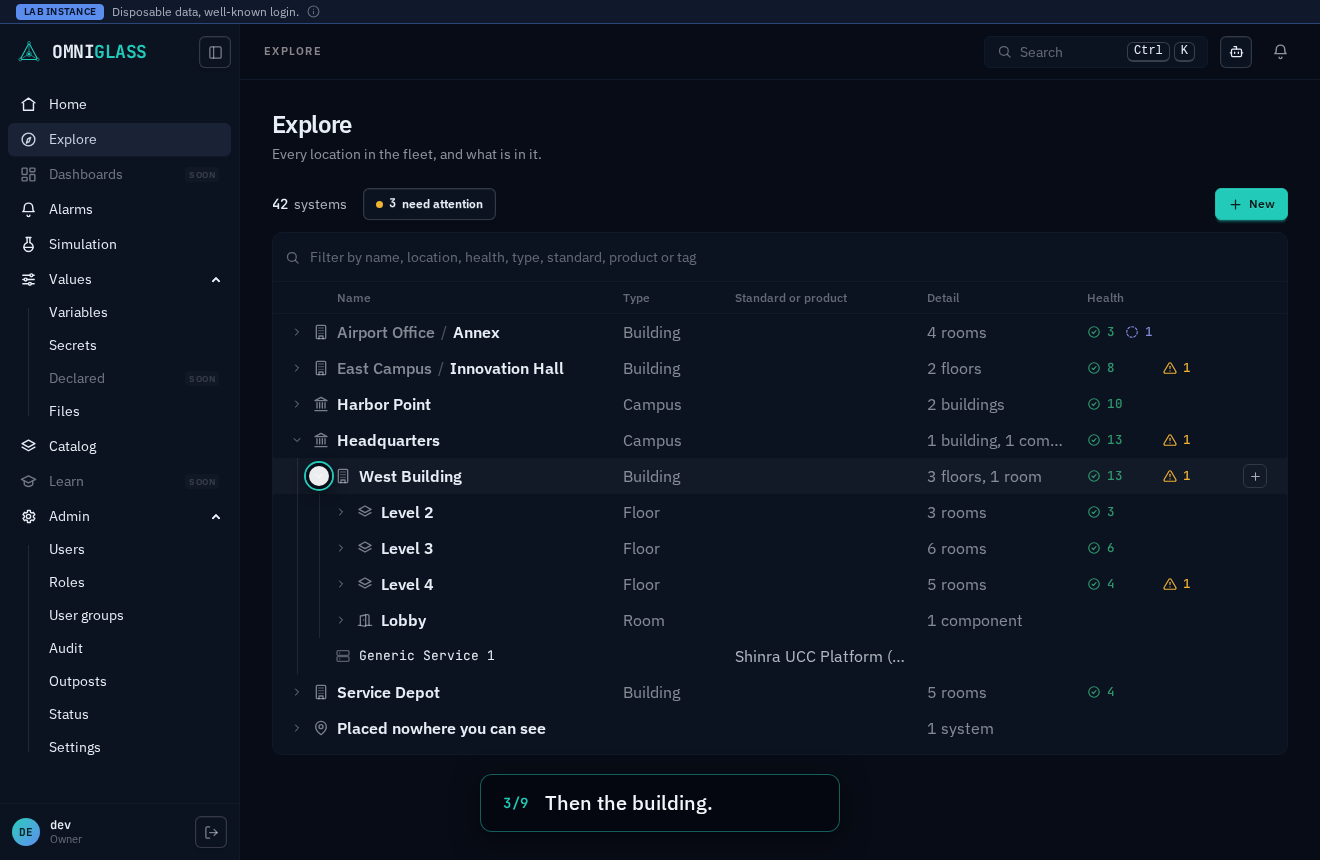 LAB INSTANCE Disposable data, well-known login.
OMNIGLASS
EXPLORE
Search Ctrl K
Home
Explore
Dashboards SOON
Alarms
Simulation
Values
Variables
Secrets
Declared SOON
Files
Catalog
Learn SOON
Admin
Users
Roles
User groups
Audit
Outposts
Status
Settings
DE dev
Owner
Explore
Every location in the fleet, and what is in it.
42 systems 3 need attention
New
Filter by name, location, health, type, standard, product or tag
Name Type Standard or product Detail Health
Airport Office / Annex Building 4 rooms 3 1
East Campus / Innovation Hall Building 2 floors 8 1
Harbor Point Campus 2 buildings 10
Headquarters Campus 1 building, 1 com... 13 1
West Building Building 3 floors, 1 room 13 1
Level 2 Floor 3 rooms 3
Level 3 Floor 6 rooms 6
Level 4 Floor 5 rooms 4 1
Lobby Room 1 component
Generic Service 1 Shinra UCC Platform (...
Service Depot Building 5 rooms 4
Placed nowhere you can see 1 system
3/9 Then the building.